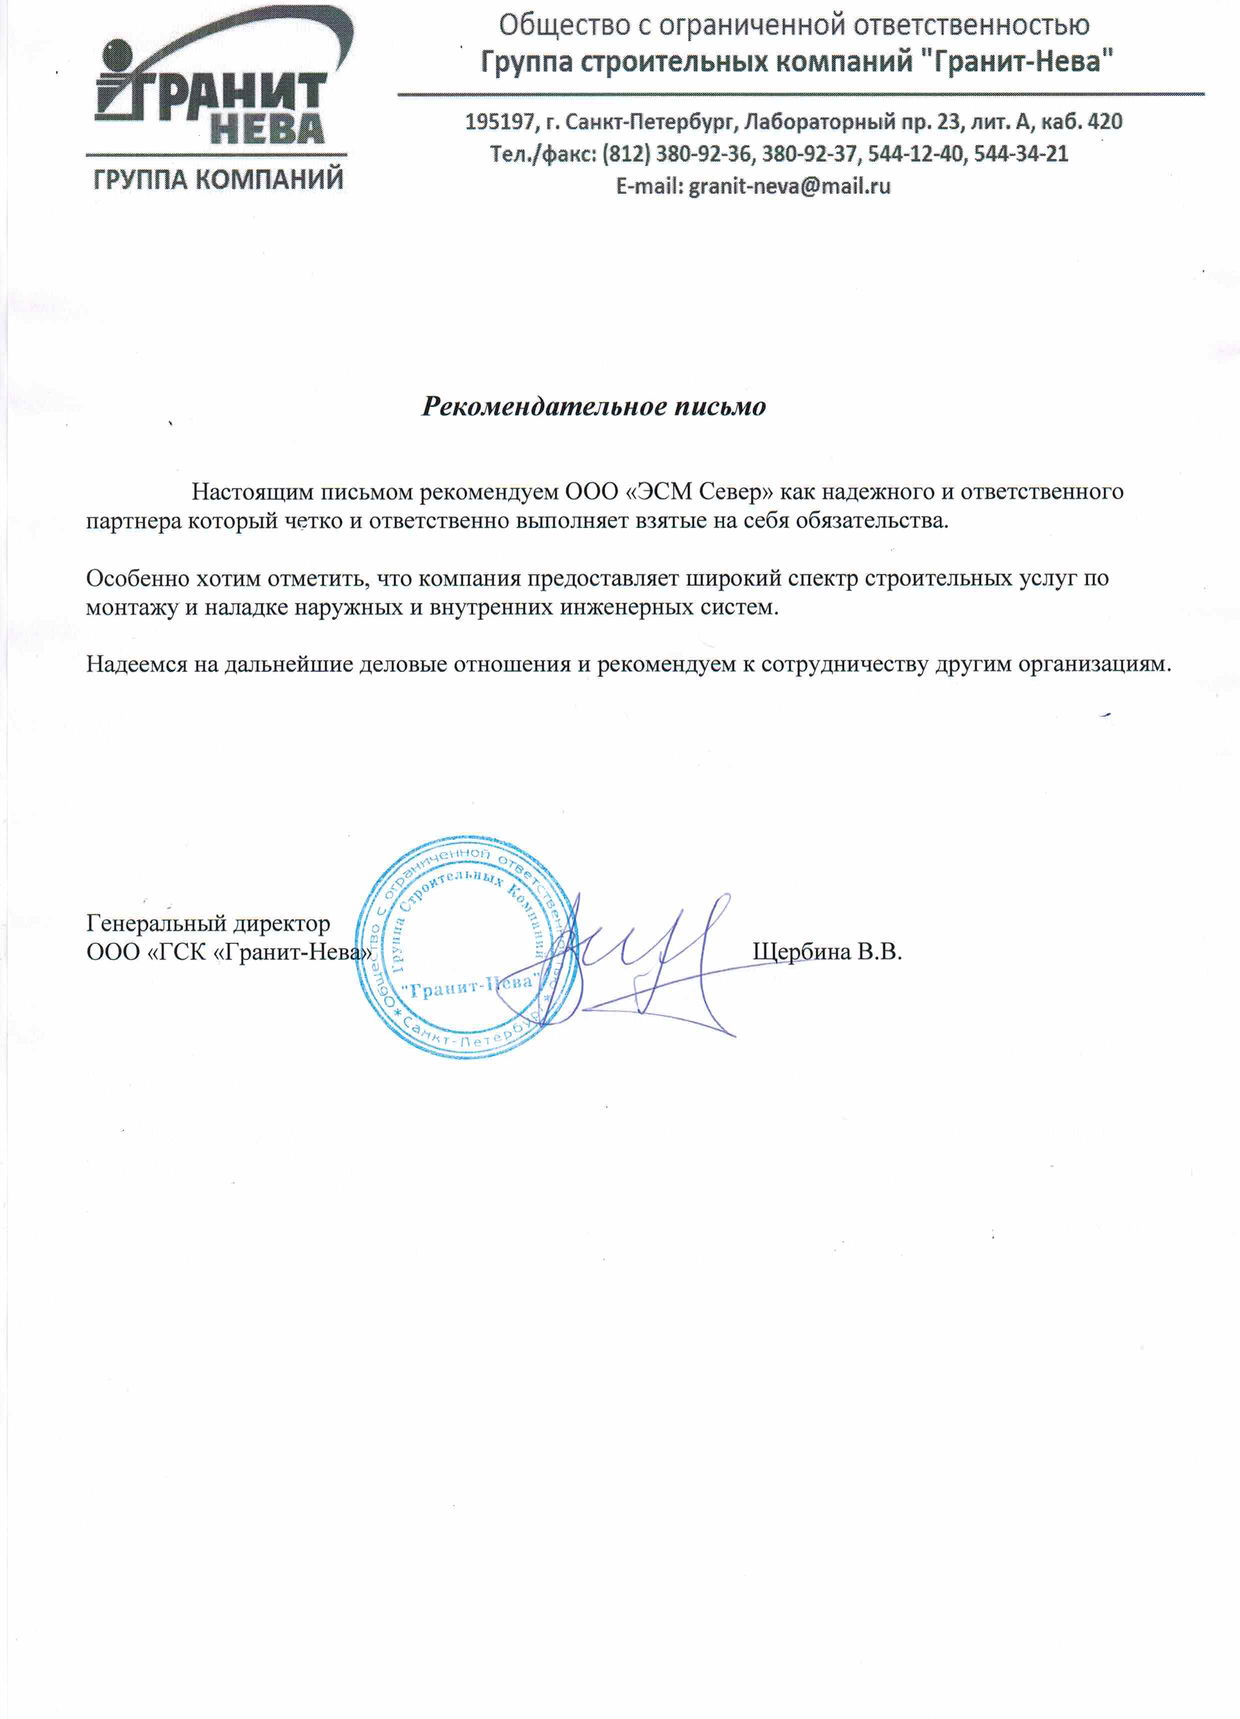 ГРАНИТ
НЕВА
ГРУППА КОМПАНИЙ
Общество с ограниченной ответственностью
Группа строительных компаний "Гранит-Нева"
195197, г. Санкт-Петербург, Лабораторный пр. 23, лит. А, каб. 420
Тел./факс: (812) 380-92-36, 380-92-37, 544-12-40, 544-34-21
E-mail: granit-neva@mail.ru
Рекомендательное письмо
Настоящим письмом рекомендуем ООО «ЭСМ Север» как надежного и ответственного
партнера который четко и ответственно выполняет взятые на себя обязательства.
Особенно хотим отметить, что компания предоставляет широкий спектр строительных услуг по
монтажу и наладке наружных и внутренних инженерных систем.
Надеемся на дальнейшие деловые отношения и рекомендуем к сотрудничеству другим организациям.
Генеральный директор
ООО «ГСК «Гранит-Нева»
Щербина В.В.
Общество с ограниченной ответственностью
* Санкт-Петербург *
Группа Строительных Компаний
"Гранит-Нева"